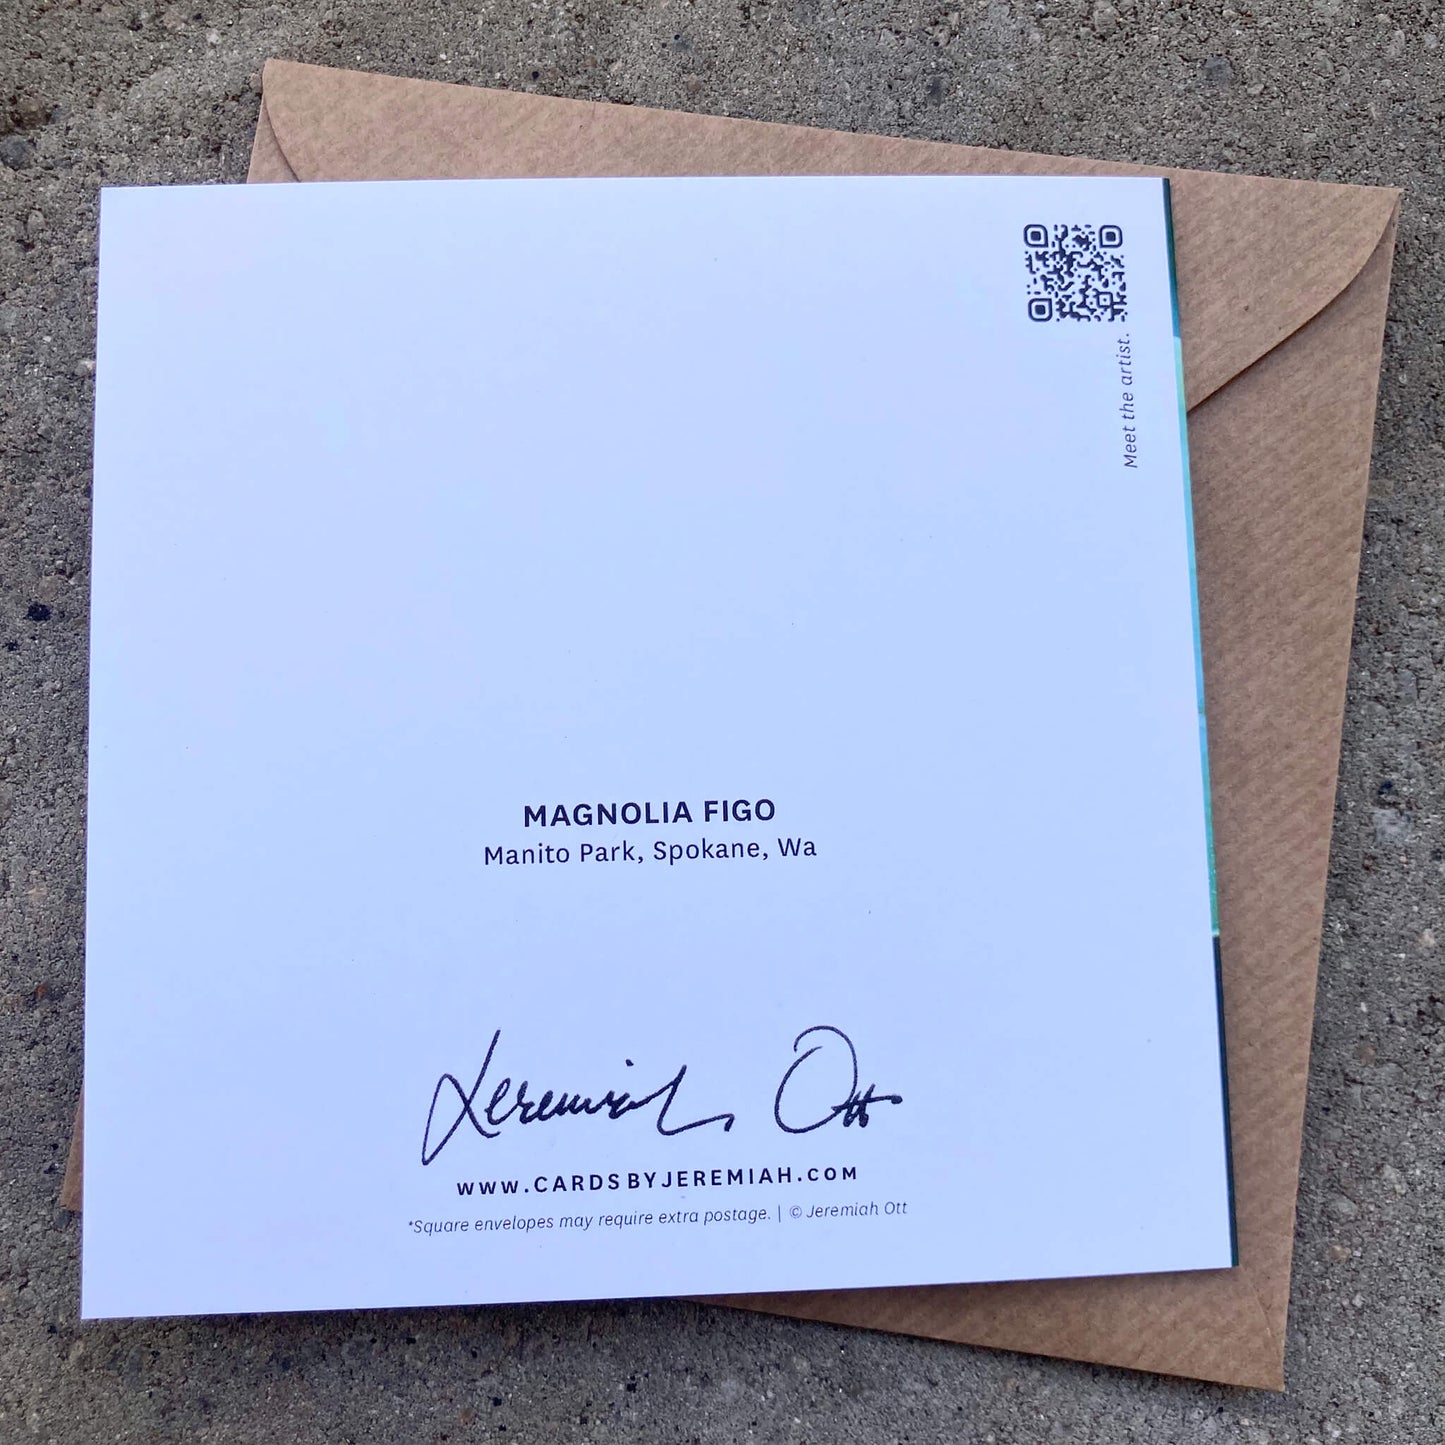 Meet the artist.
MAGNOLIA FIGO
Manito Park, Spokane, Wa
Jeremiah Ott
WWW.CARDSBYJEREMIAH.COM
*Square envelopes may require extra postage. | © Jeremiah Ott